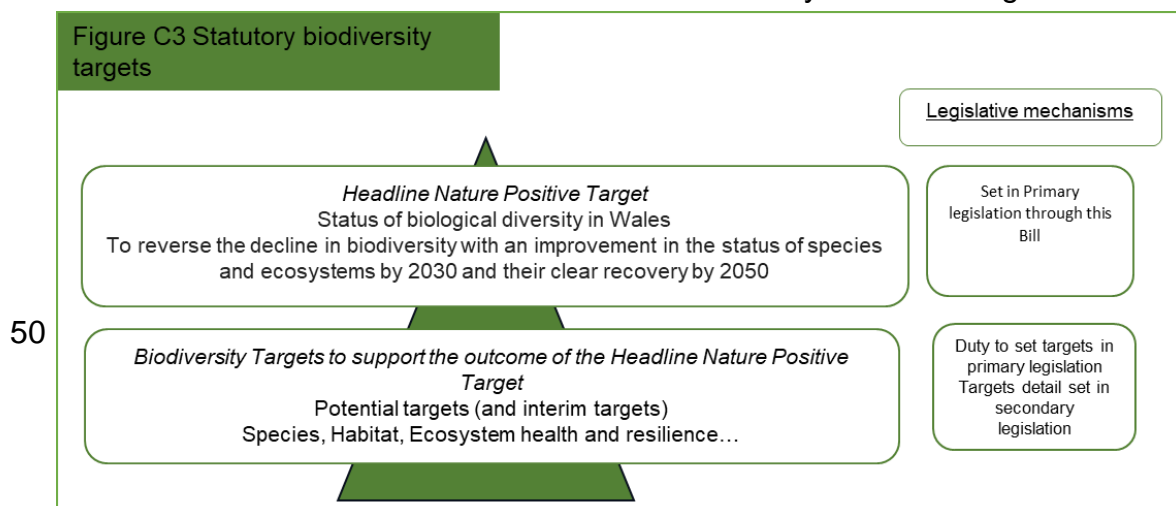 Figure C3 Statutory biodiversity
targets
Legislative mechanisms
Headline Nature Positive Target
Status of biological diversity in Wales
To reverse the decline in biodiversity with an improvement in the status of species
and ecosystems by 2030 and their clear recovery by 2050
Set in Primary
legislation through this
Bill
50
Biodiversity Targets to support the outcome of the Headline Nature Positive
Target
Potential targets (and interim targets)
Species, Habitat, Ecosystem health and resilience…
Duty to set targets in
primary legislation
Targets detail set in
secondary
legislation